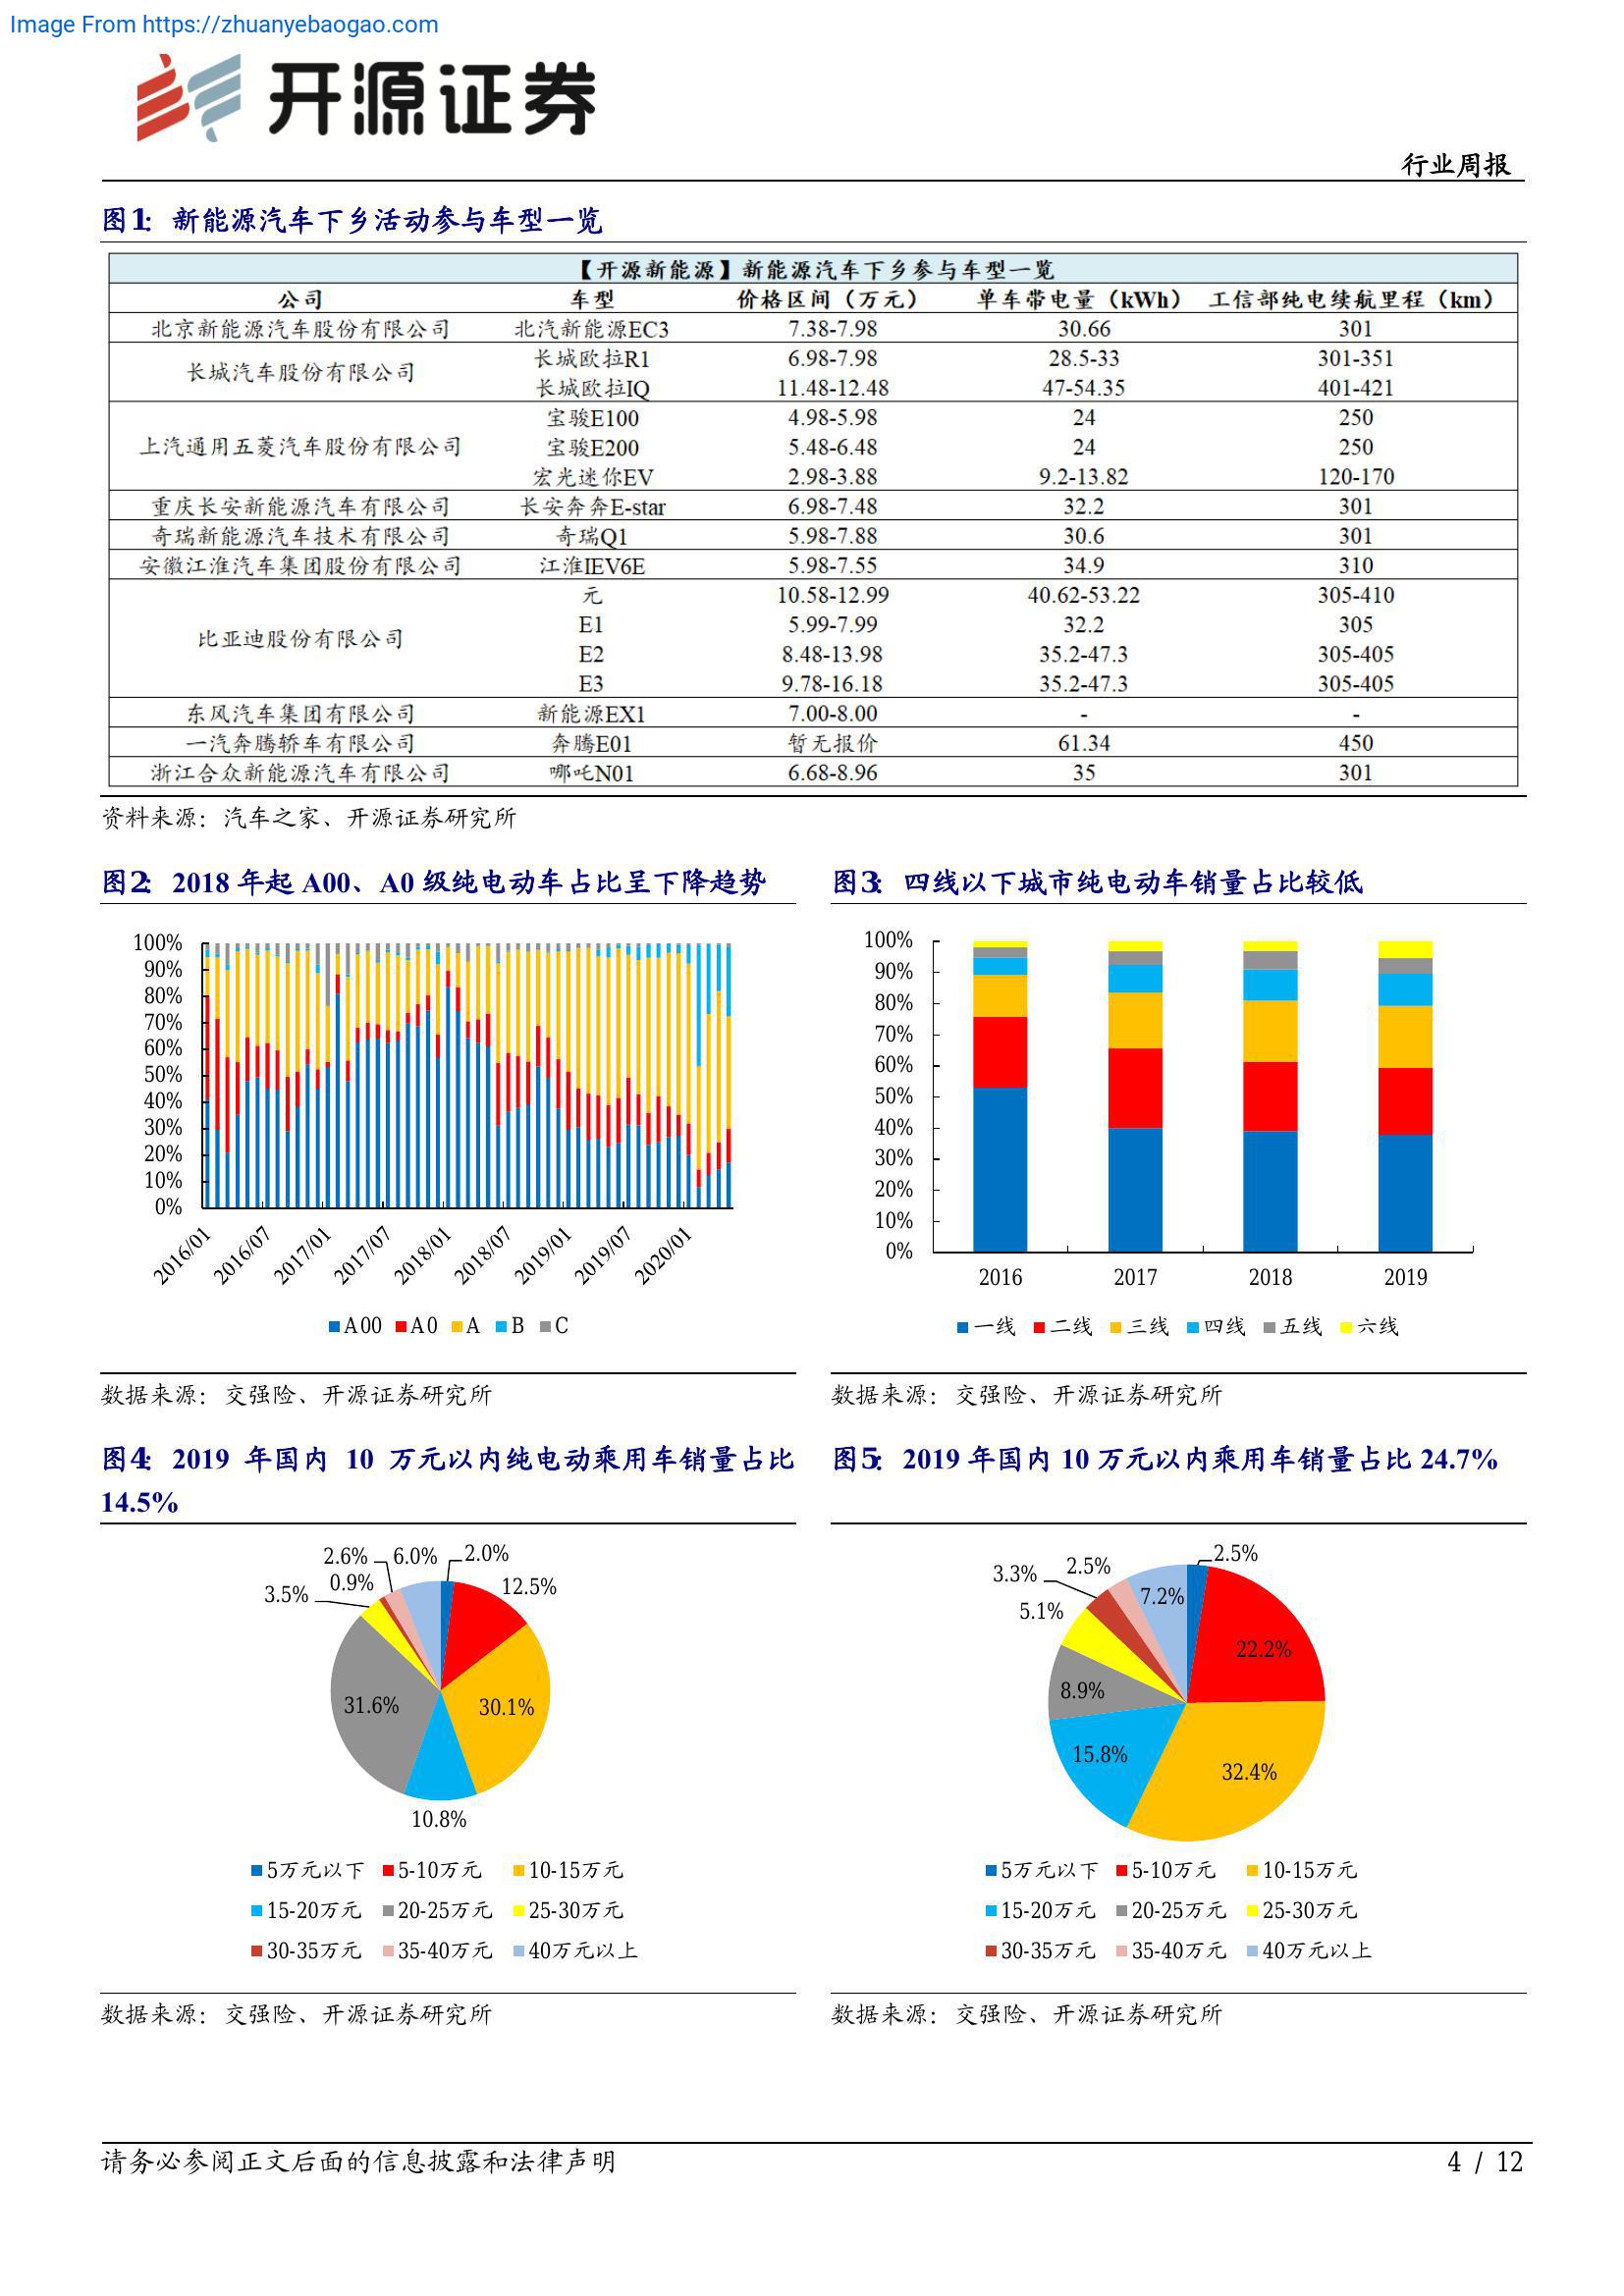 Image From https://zhuanyebaogao.com
开源证券
行业周报
图1: 新能源汽车下乡活动参与车型一览
【开源新能源】新能源汽车下乡参与车型一览
公司 车型 价格区间（万元） 单车带电量（kWh） 工信部纯电续航里程（km）
北京新能源汽车股份有限公司 北汽新能源EC3 7.38-7.98 30.66 301
长城汽车股份有限公司 长城欧拉R1 6.98-7.98 28.5-33 301-351
长城欧拉IQ 11.48-12.48 47-54.35 401-421
上汽通用五菱汽车股份有限公司 宝骏E100 4.98-5.98 24 250
宝骏E200 5.48-6.48 24 250
宏光迷你EV 2.98-3.88 9.2-13.82 120-170
重庆长安新能源汽车有限公司 长安奔奔E-star 6.98-7.48 32.2 301
奇瑞新能源汽车技术有限公司 奇瑞Q1 5.98-7.88 30.6 301
安徽江淮汽车集团股份有限公司 江淮IEV6E 5.98-7.55 34.9 310
比亚迪股份有限公司 元 10.58-12.99 40.62-53.22 305-410
E1 5.99-7.99 32.2 305
E2 8.48-13.98 35.2-47.3 305-405
E3 9.78-16.18 35.2-47.3 305-405
东风汽车集团有限公司 新能源EX1 7.00-8.00 - -
一汽奔腾轿车有限公司 奔腾E01 暂无报价 61.34 450
浙江合众新能源汽车有限公司 哪吒N01 6.68-8.96 35 301
资料来源：汽车之家、开源证券研究所
图2: 2018 年起 A00、A0 级纯电动车占比呈下降趋势
100%
90%
80%
70%
60%
50%
40%
30%
20%
10%
0%
2016/01 2016/07 2017/01 2017/07 2018/01 2018/07 2019/01 2019/07 2020/01
A00 A0 A B C
数据来源：交强险、开源证券研究所
图3: 四线以下城市纯电动车销量占比较低
100%
90%
80%
70%
60%
50%
40%
30%
20%
10%
0%
2016 2017 2018 2019
一线 二线 三线 四线 五线 六线
数据来源：交强险、开源证券研究所
图4: 2019 年国内 10 万元以内纯电动乘用车销量占比
14.5%
2.6% 6.0% 2.0%
3.5% 0.9% 12.5%
31.6% 30.1%
10.8%
5万元以下 5-10万元 10-15万元
15-20万元 20-25万元 25-30万元
30-35万元 35-40万元 40万元以上
数据来源：交强险、开源证券研究所
图5: 2019 年国内 10 万元以内乘用车销量占比 24.7%
3.3% 2.5% 2.5%
5.1% 7.2%
22.2%
8.9%
15.8% 32.4%
5万元以下 5-10万元 10-15万元
15-20万元 20-25万元 25-30万元
30-35万元 35-40万元 40万元以上
数据来源：交强险、开源证券研究所
请务必参阅正文后面的信息披露和法律声明 4 / 12